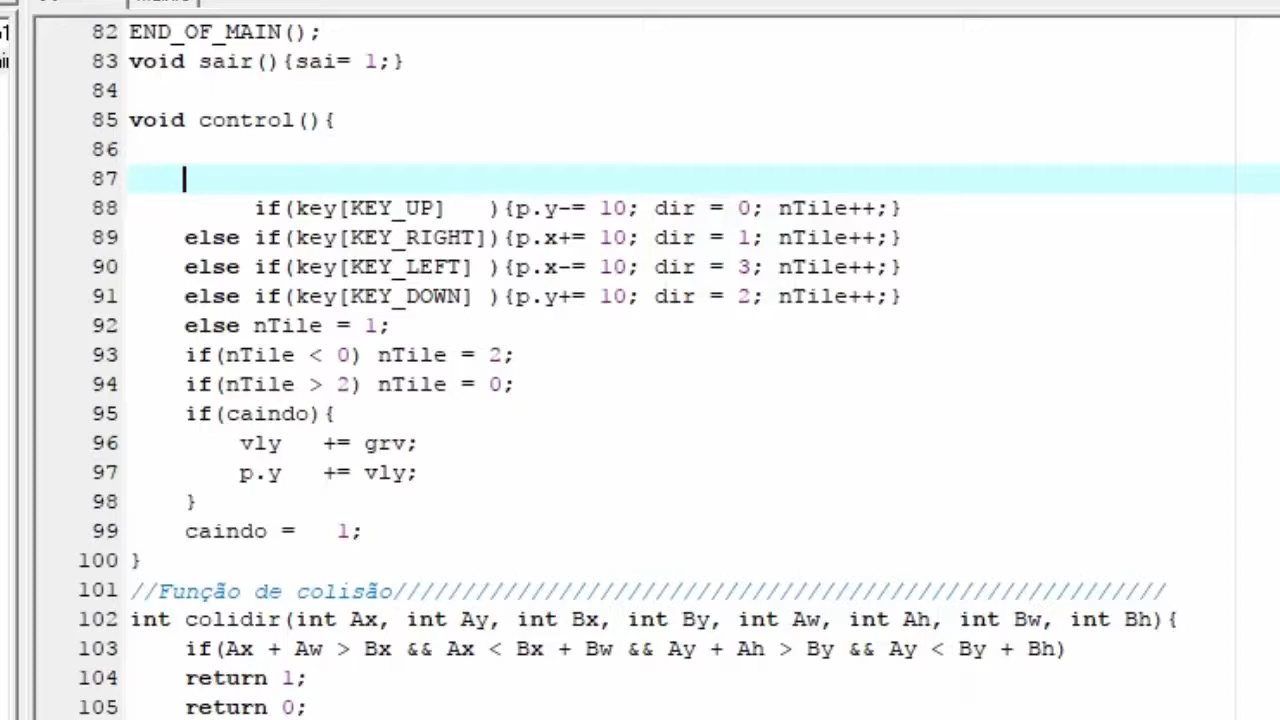 82 END_OF_MAIN();
83 void sair(){sai= 1;}
84
85 void control(){
86
87
88          if(key[KEY_UP]   ){p.y-= 10; dir = 0; nTile++;}
89     else if(key[KEY_RIGHT]){p.x+= 10; dir = 1; nTile++;}
90     else if(key[KEY_LEFT] ){p.x-= 10; dir = 3; nTile++;}
91     else if(key[KEY_DOWN] ){p.y+= 10; dir = 2; nTile++;}
92     else nTile = 1;
93     if(nTile < 0) nTile = 2;
94     if(nTile > 2) nTile = 0;
95     if(caindo){
96         vly   += grv;
97         p.y   += vly;
98     }
99     caindo =   1;
100 }
101 //Função de colisão////////////////////////////////////////////////////////
102 int colidir(int Ax, int Ay, int Bx, int By, int Aw, int Ah, int Bw, int Bh){
103     if(Ax + Aw > Bx && Ax < Bx + Bw && Ay + Ah > By && Ay < By + Bh)
104     return 1;
105     return 0;